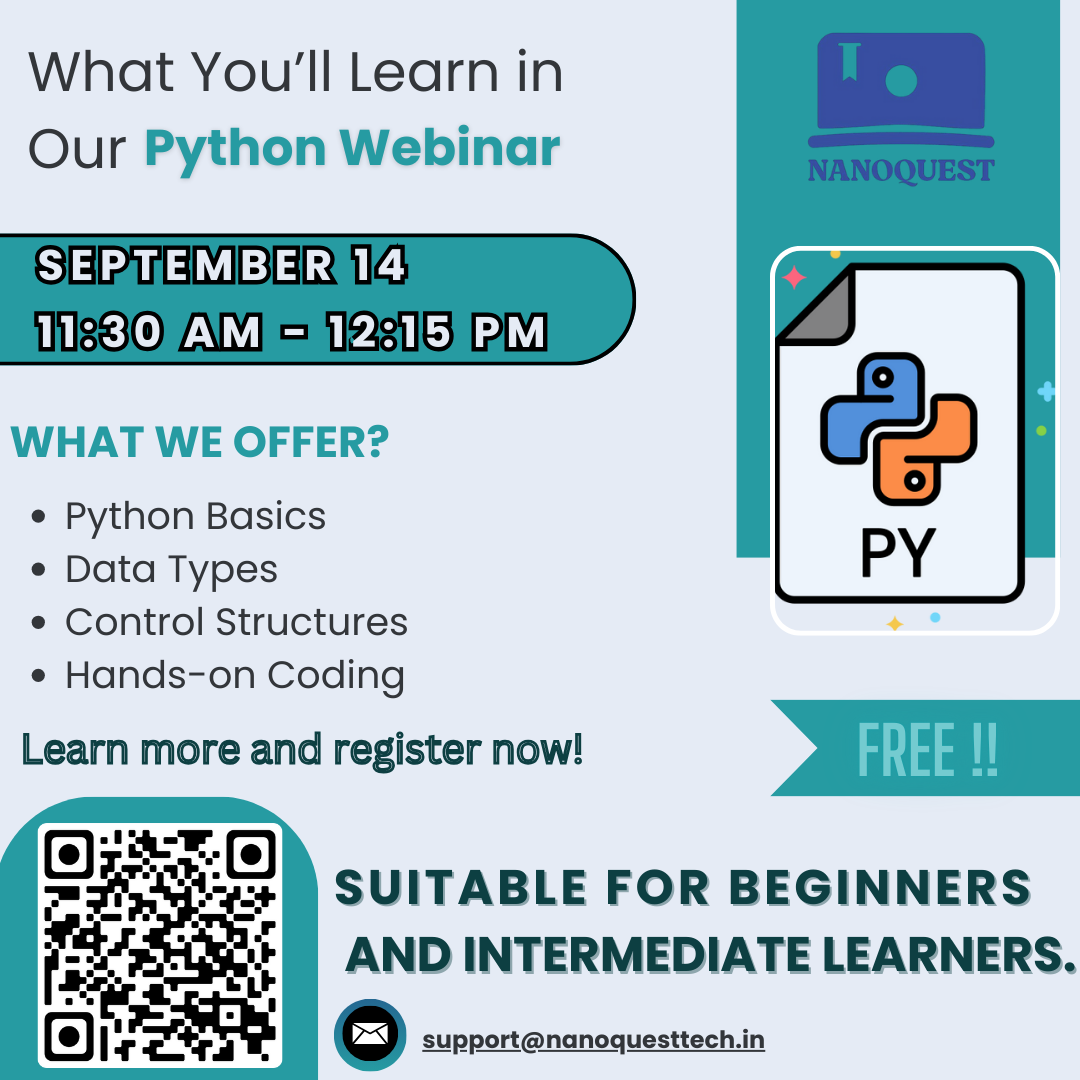 What You’ll Learn in
Our Python Webinar
NANOQUEST
SEPTEMBER 14
11:30 AM - 12:15 PM
WHAT WE OFFER?
• Python Basics
• Data Types
• Control Structures
• Hands-on Coding
PY
Learn more and register now!
FREE !!
SUITABLE FOR BEGINNERS
AND INTERMEDIATE LEARNERS.
support@nanoquesttech.in